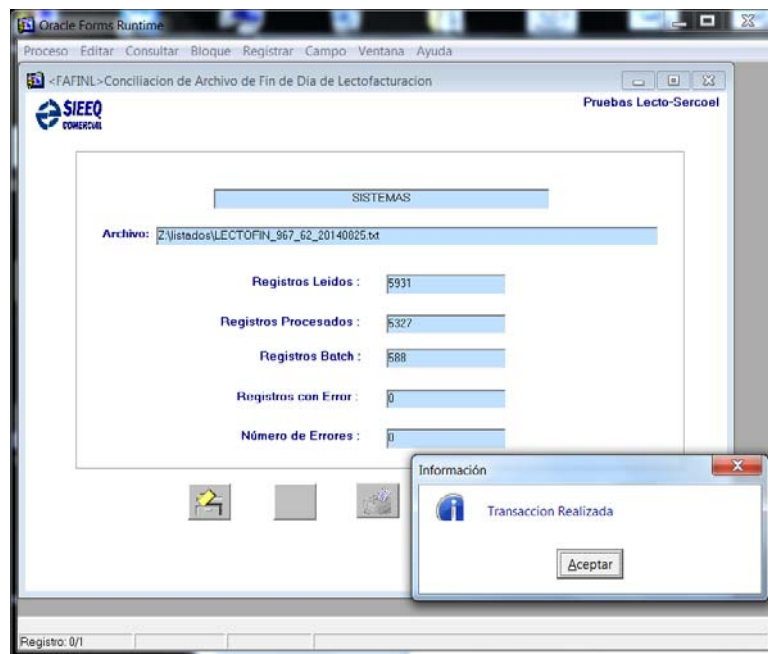 Oracle Forms Runtime
Proceso Editar Consultar Bloque Registrar Campo Ventana Ayuda
<FAFINL>Conciliacion de Archivo de Fin de Dia de Lectofacturacion
SIEEQ
COMERCIAL
Pruebas Lecto-Sercoel
SISTEMAS
Archivo: Z:\listados\LECTOFIN_967_62_20140825.txt
Registros Leidos : 5931
Registros Procesados : 5327
Registros Batch : 588
Registros con Error : 0
Número de Errores : 0
Información
Transaccion Realizada
Aceptar
Registro: 0/1